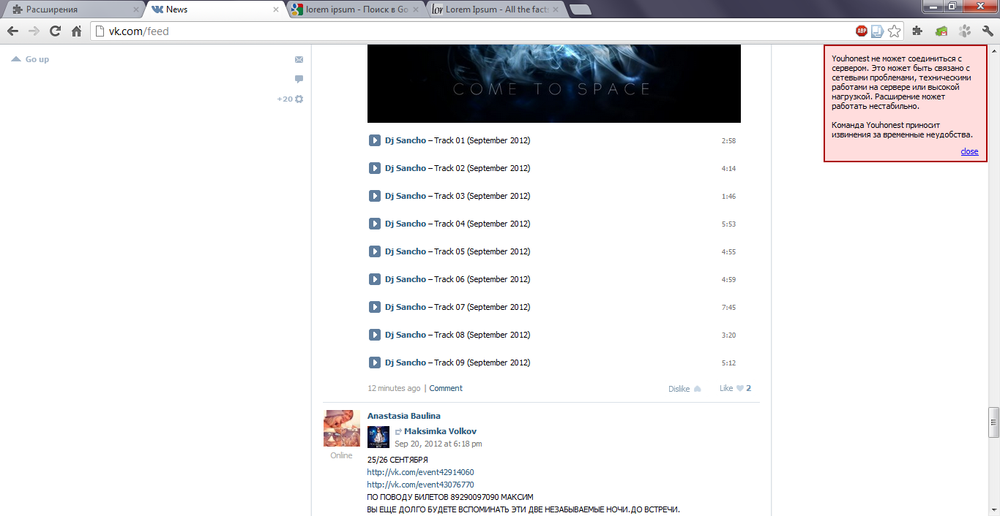 Расширения
News
lorem ipsum - Поиск в Go
Lorem Ipsum - All the facts
vk.com/feed
ABP
Go up
+20
COME TO SPACE
Dj Sancho – Track 01 (September 2012) 2:58
Dj Sancho – Track 02 (September 2012) 4:14
Dj Sancho – Track 03 (September 2012) 1:46
Dj Sancho – Track 04 (September 2012) 5:53
Dj Sancho – Track 05 (September 2012) 4:55
Dj Sancho – Track 06 (September 2012) 4:59
Dj Sancho – Track 07 (September 2012) 7:45
Dj Sancho – Track 08 (September 2012) 3:20
Dj Sancho – Track 09 (September 2012) 5:12
12 minutes ago | Comment Dislike Like 2
Anastasia Baulina
Maksimka Volkov
Sep 20, 2012 at 6:18 pm
Online
25/26 СЕНТЯБРЯ
http://vk.com/event42914060
http://vk.com/event43076770
ПО ПОВОДУ БИЛЕТОВ 89290097090 МАКСИМ
ВЫ ЕЩЕ ДОЛГО БУДЕТЕ ВСПОМИНАТЬ ЭТИ ДВЕ НЕЗАБЫВАЕМЫЕ НОЧИ.ДО ВСТРЕЧИ.
Youhonest не может соединиться с
сервером. Это может быть связано с
сетевыми проблемами, техническими
работами на сервере или высокой
нагрузкой. Расширение может
работать нестабильно.
Команда Youhonest приносит
извинения за временные неудобства.
close